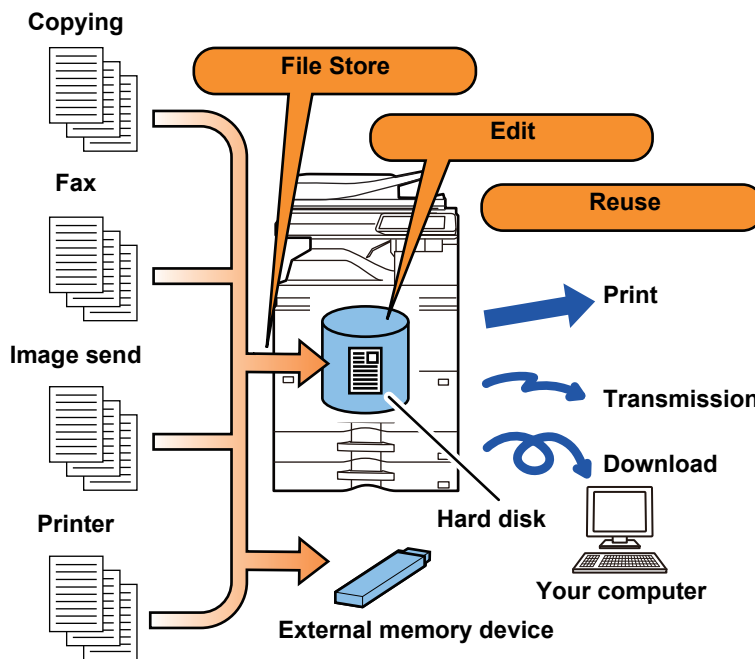 Copying
File Store
Edit
Fax
Reuse
Print
Image send
Transmission
Download
Printer
Hard disk
Your computer
External memory device